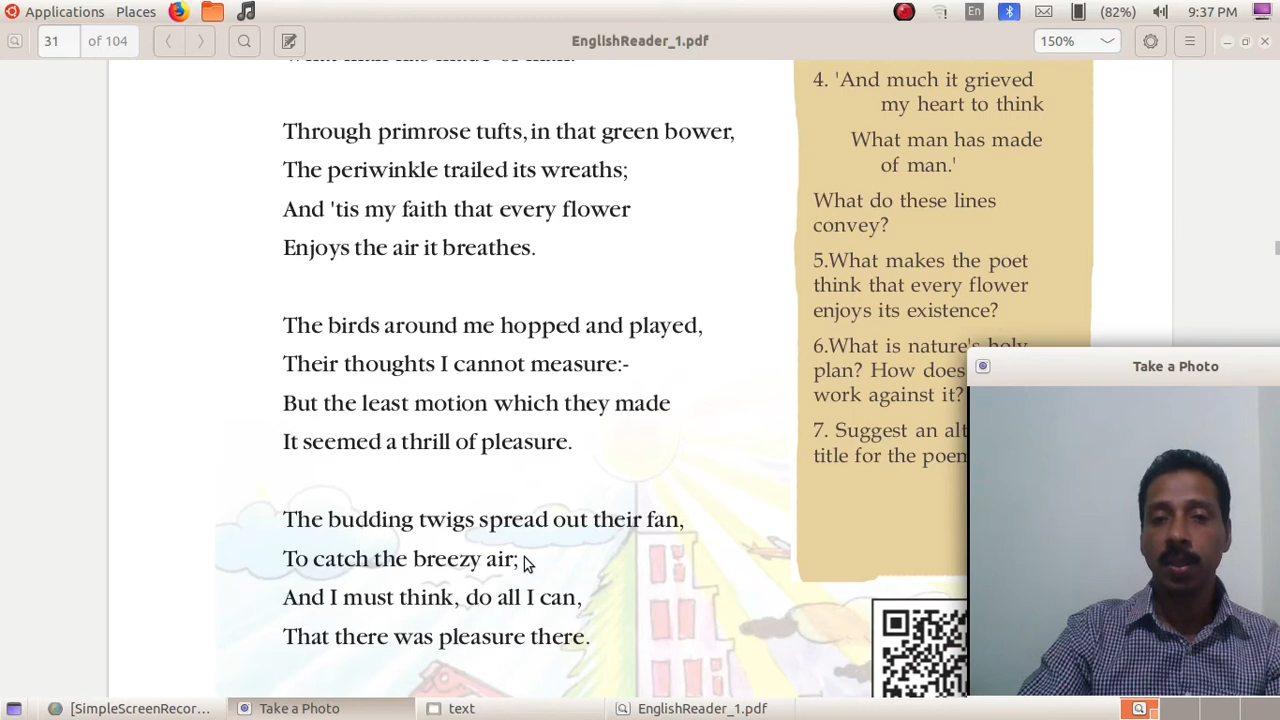 Applications Places En (82%) 9:37 PM
31 of 104 EnglishReader_1.pdf 150%
Through primrose tufts, in that green bower,
The periwinkle trailed its wreaths;
And 'tis my faith that every flower
Enjoys the air it breathes.
The birds around me hopped and played,
Their thoughts I cannot measure:-
But the least motion which they made
It seemed a thrill of pleasure.
The budding twigs spread out their fan,
To catch the breezy air;
And I must think, do all I can,
That there was pleasure there.
4. 'And much it grieved
my heart to think
What man has made
of man.'
What do these lines
convey?
5.What makes the poet
think that every flower
enjoys its existence?
6.What is nature's holy
plan? How does
work against it?
7. Suggest an
title for the poem
Take a Photo
[SimpleScreenRecor... Take a Photo text EnglishReader_1.pdf